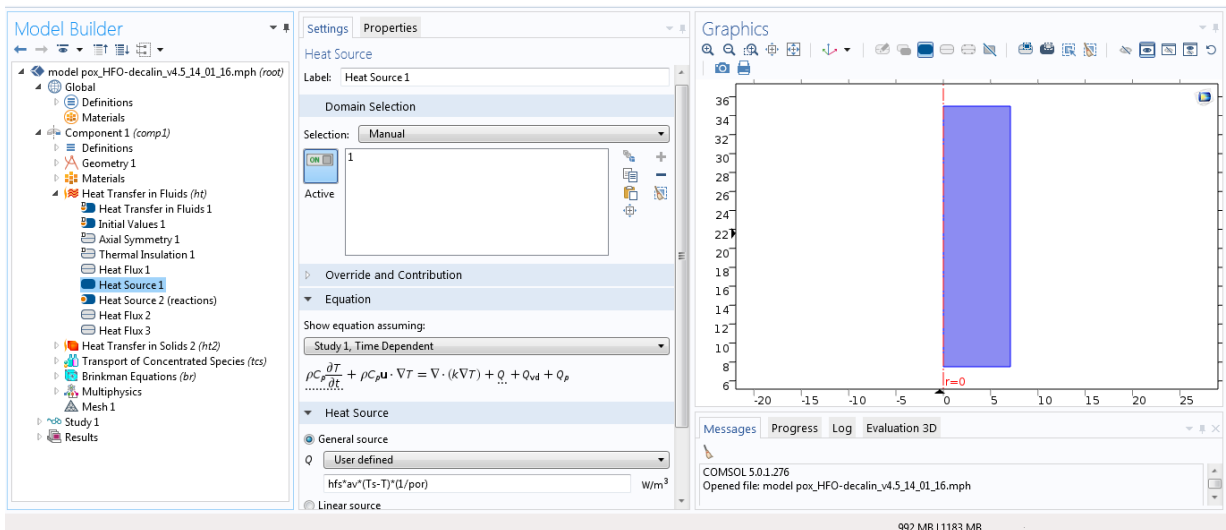 Model Builder
model pox_HFO-decalin_v4.5_14_01_16.mph (root)
Global
Definitions
Materials
Component 1 (comp1)
Definitions
Geometry 1
Materials
Heat Transfer in Fluids (ht)
Heat Transfer in Fluids 1
Initial Values 1
Axial Symmetry 1
Thermal Insulation 1
Heat Flux 1
Heat Source 1
Heat Source 2 (reactions)
Heat Flux 2
Heat Flux 3
Heat Transfer in Solids 2 (ht2)
Transport of Concentrated Species (tcs)
Brinkman Equations (br)
Multiphysics
Mesh 1
Study 1
Results
Settings Properties
Heat Source
Label: Heat Source 1
Domain Selection
Selection: Manual
ON
1
Active
Override and Contribution
Equation
Show equation assuming:
Study 1, Time Dependent
ρCp ∂T/∂t + ρCp u · ∇T = ∇ · (k∇T) + Q + Qvd + Qp
Heat Source
General source
Q User defined
hfs*av*(Ts-T)*(1/por) W/m³
Linear source
Graphics
36
34
32
30
28
26
24
22
20
18
16
14
12
10
8
6
r=0
-20 -15 -10 -5 0 5 10 15 20 25
Messages Progress Log Evaluation 3D
COMSOL 5.0.1.276
Opened file: model pox_HFO-decalin_v4.5_14_01_16.mph
992 MB | 1183 MB